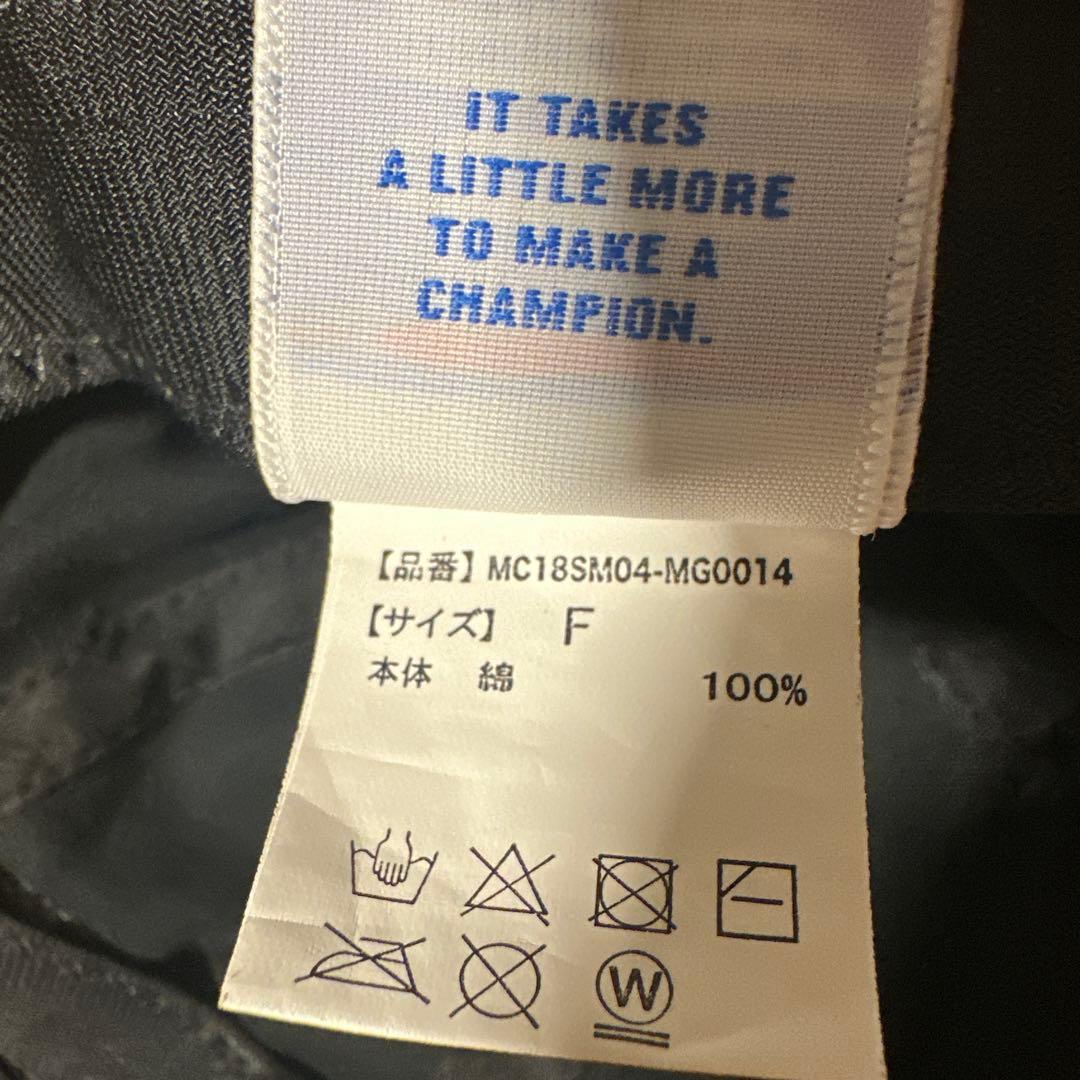 IT TAKES
A LITTLE MORE
TO MAKE A
CHAMPION.
【品番】MC18SM04-MG0014
【サイズ】 F
本体 綿 100%
W